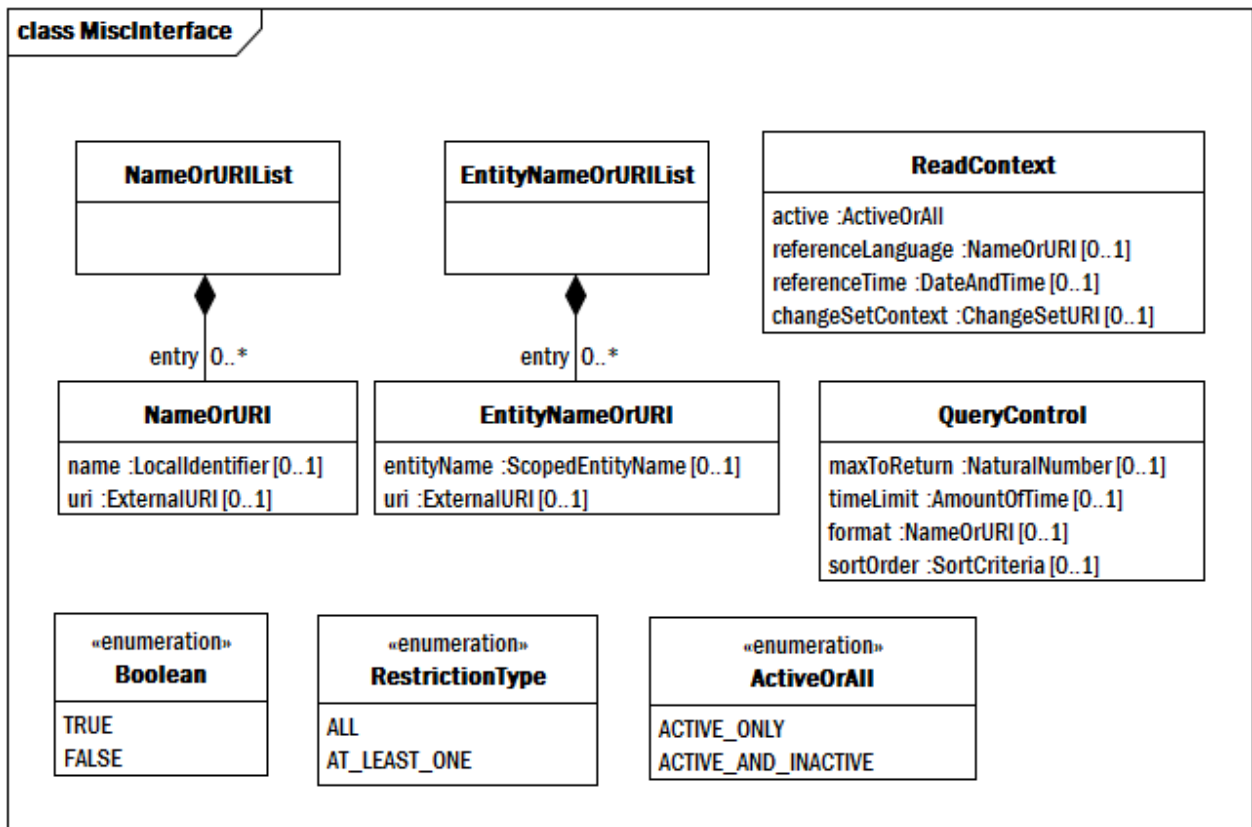 class MiscInterface
NameOrURIList
EntityNameOrURIList
ReadContext
active :ActiveOrAll
referenceLanguage :NameOrURI [0..1]
referenceTime :DateAndTime [0..1]
changeSetContext :ChangeSetURI [0..1]
entry 0..*
entry 0..*
NameOrURI
name :LocalIdentifier [0..1]
uri :ExternalURI [0..1]
EntityNameOrURI
entityName :ScopedEntityName [0..1]
uri :ExternalURI [0..1]
QueryControl
maxToReturn :NaturalNumber [0..1]
timeLimit :AmountOfTime [0..1]
format :NameOrURI [0..1]
sortOrder :SortCriteria [0..1]
«enumeration»
Boolean
TRUE
FALSE
«enumeration»
RestrictionType
ALL
AT_LEAST_ONE
«enumeration»
ActiveOrAll
ACTIVE_ONLY
ACTIVE_AND_INACTIVE